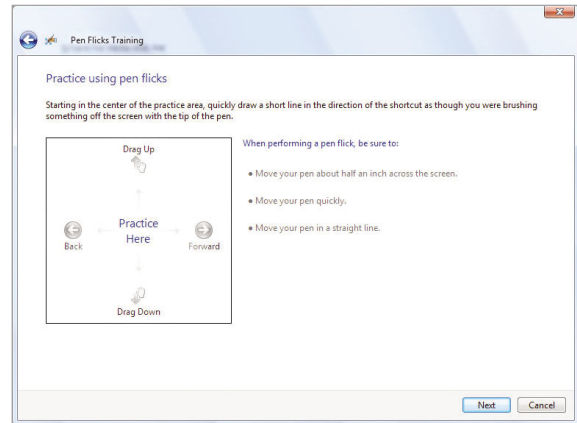 Pen Flicks Training
Practice using pen flicks
Starting in the center of the practice area, quickly draw a short line in the direction of the shortcut as though you were brushing
something off the screen with the tip of the pen.
Drag Up
Practice
Here
Back
Forward
Drag Down
When performing a pen flick, be sure to:
• Move your pen about half an inch across the screen.
• Move your pen quickly.
• Move your pen in a straight line.
Next
Cancel